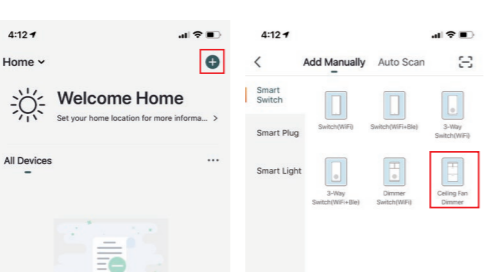 4:12
Home
Welcome Home
Set your home location for more informa... >
All Devices
...
4:12
Add Manually Auto Scan
Smart
Switch
Switch(WiFi) Switch(WiFi+Ble) 3-Way
Switch(WiFi)
Smart Plug
Smart Light
3-Way
Switch(WiFi+Ble) Dimmer
Switch(WiFi) Ceiling Fan
Dimmer